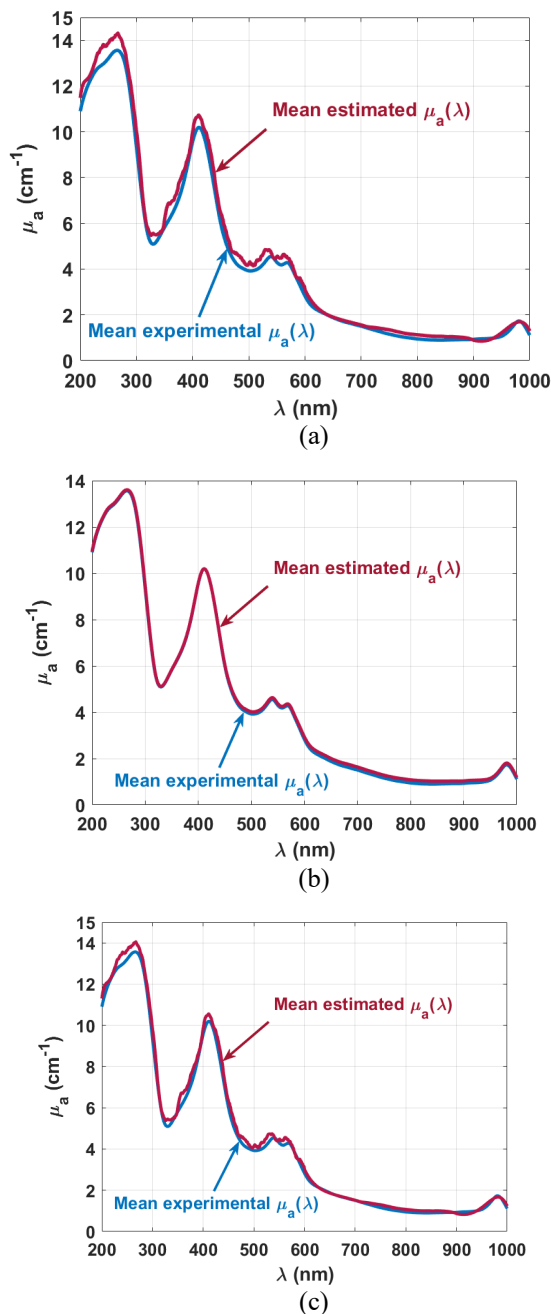 15
14
12
10
8
6
4
2
0
μa (cm-1)
Mean estimated μa(λ)
Mean experimental μa(λ)
200 300 400 500 600 700 800 900 1000
λ (nm)
(a)
14
12
10
8
6
4
2
0
μa (cm-1)
Mean estimated μa(λ)
Mean experimental μa(λ)
200 300 400 500 600 700 800 900 1000
λ (nm)
(b)
15
14
12
10
8
6
4
2
0
μa (cm-1)
Mean estimated μa(λ)
Mean experimental μa(λ)
200 300 400 500 600 700 800 900 1000
λ (nm)
(c)